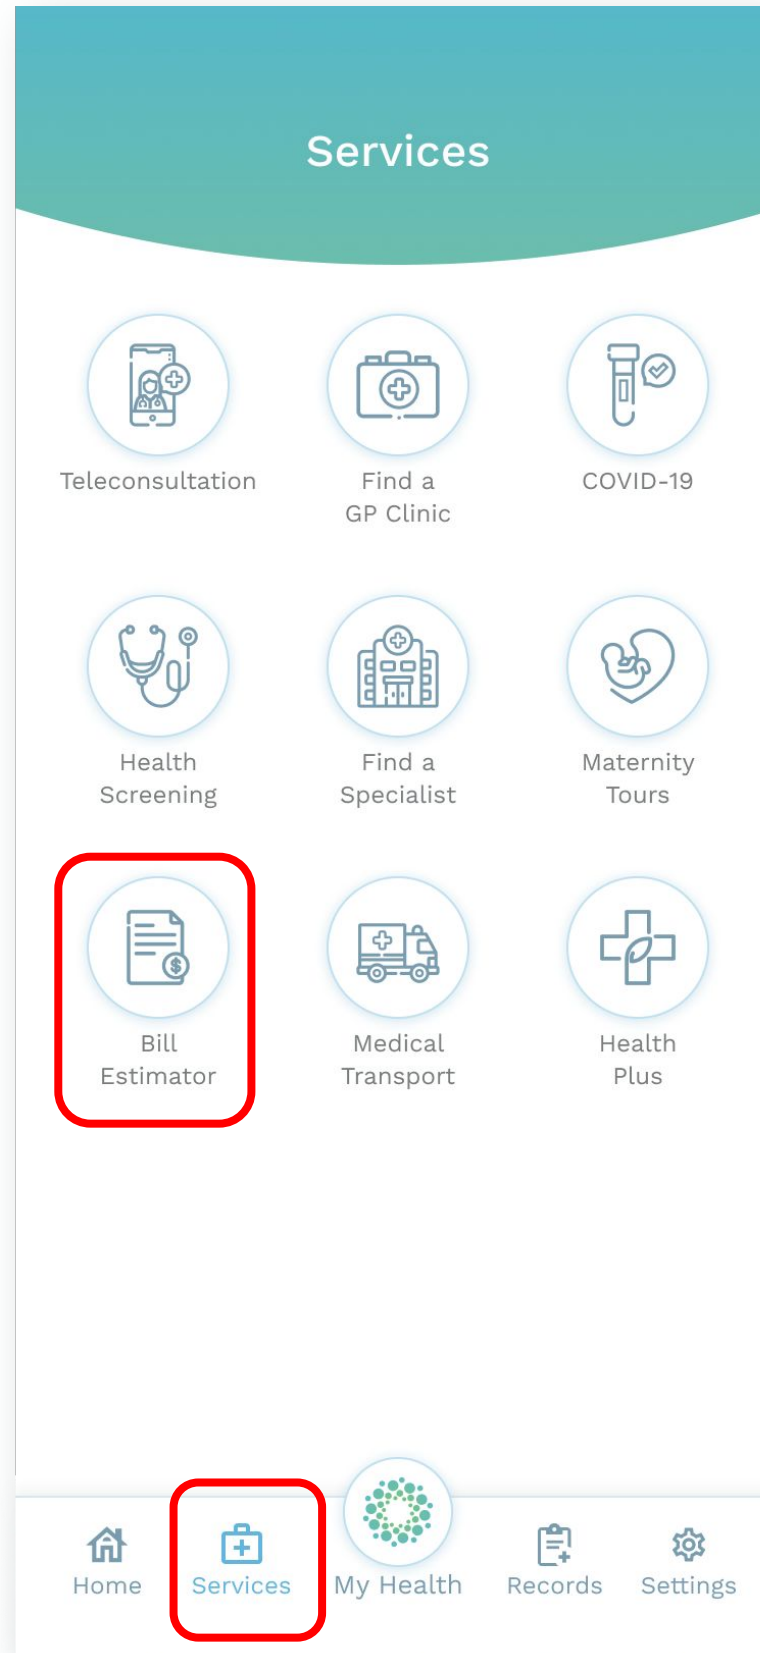 Services
Teleconsultation
Find a
GP Clinic
COVID-19
Health
Screening
Find a
Specialist
Maternity
Tours
Bill
Estimator
Medical
Transport
Health
Plus
Home
Services
My Health
Records
Settings